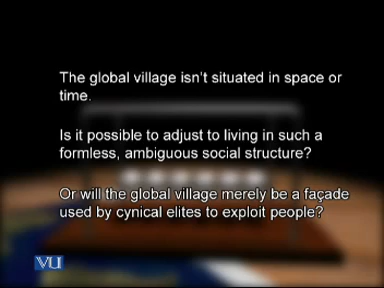 The global village isn't situated in space or
time.
Is it possible to adjust to living in such a
formless, ambiguous social structure?
Or will the global village merely be a façade
used by cynical elites to exploit people?
VU